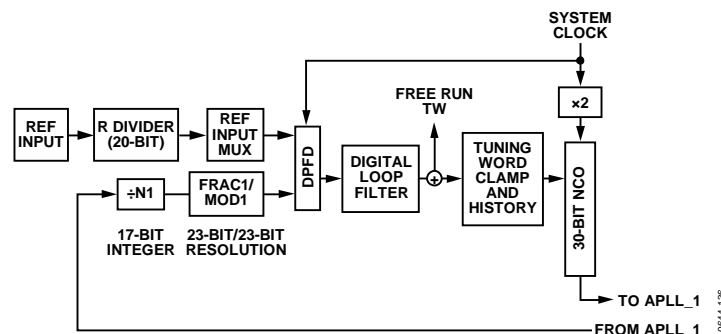 SYSTEM
CLOCK
FREE RUN
TW
×2
REF
INPUT
R DIVIDER
(20-BIT)
REF
INPUT
MUX
DPFD
DIGITAL
LOOP
FILTER
+
TUNING
WORD
CLAMP
AND
HISTORY
30-BIT NCO
÷N1
FRAC1/
MOD1
17-BIT
INTEGER
23-BIT/23-BIT
RESOLUTION
TO APLL_1
FROM APLL_1